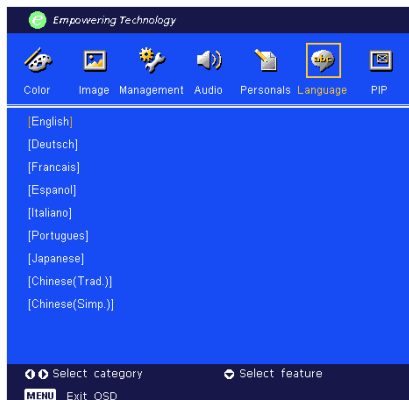 e Empowering Technology
Color Image Management Audio Personals Language PIP
abc
[English]
[Deutsch]
[Francais]
[Espanol]
[Italiano]
[Portugues]
[Japanese]
[Chinese(Trad.)]
[Chinese(Simp.)]
Select category Select feature
MENU Exit OSD